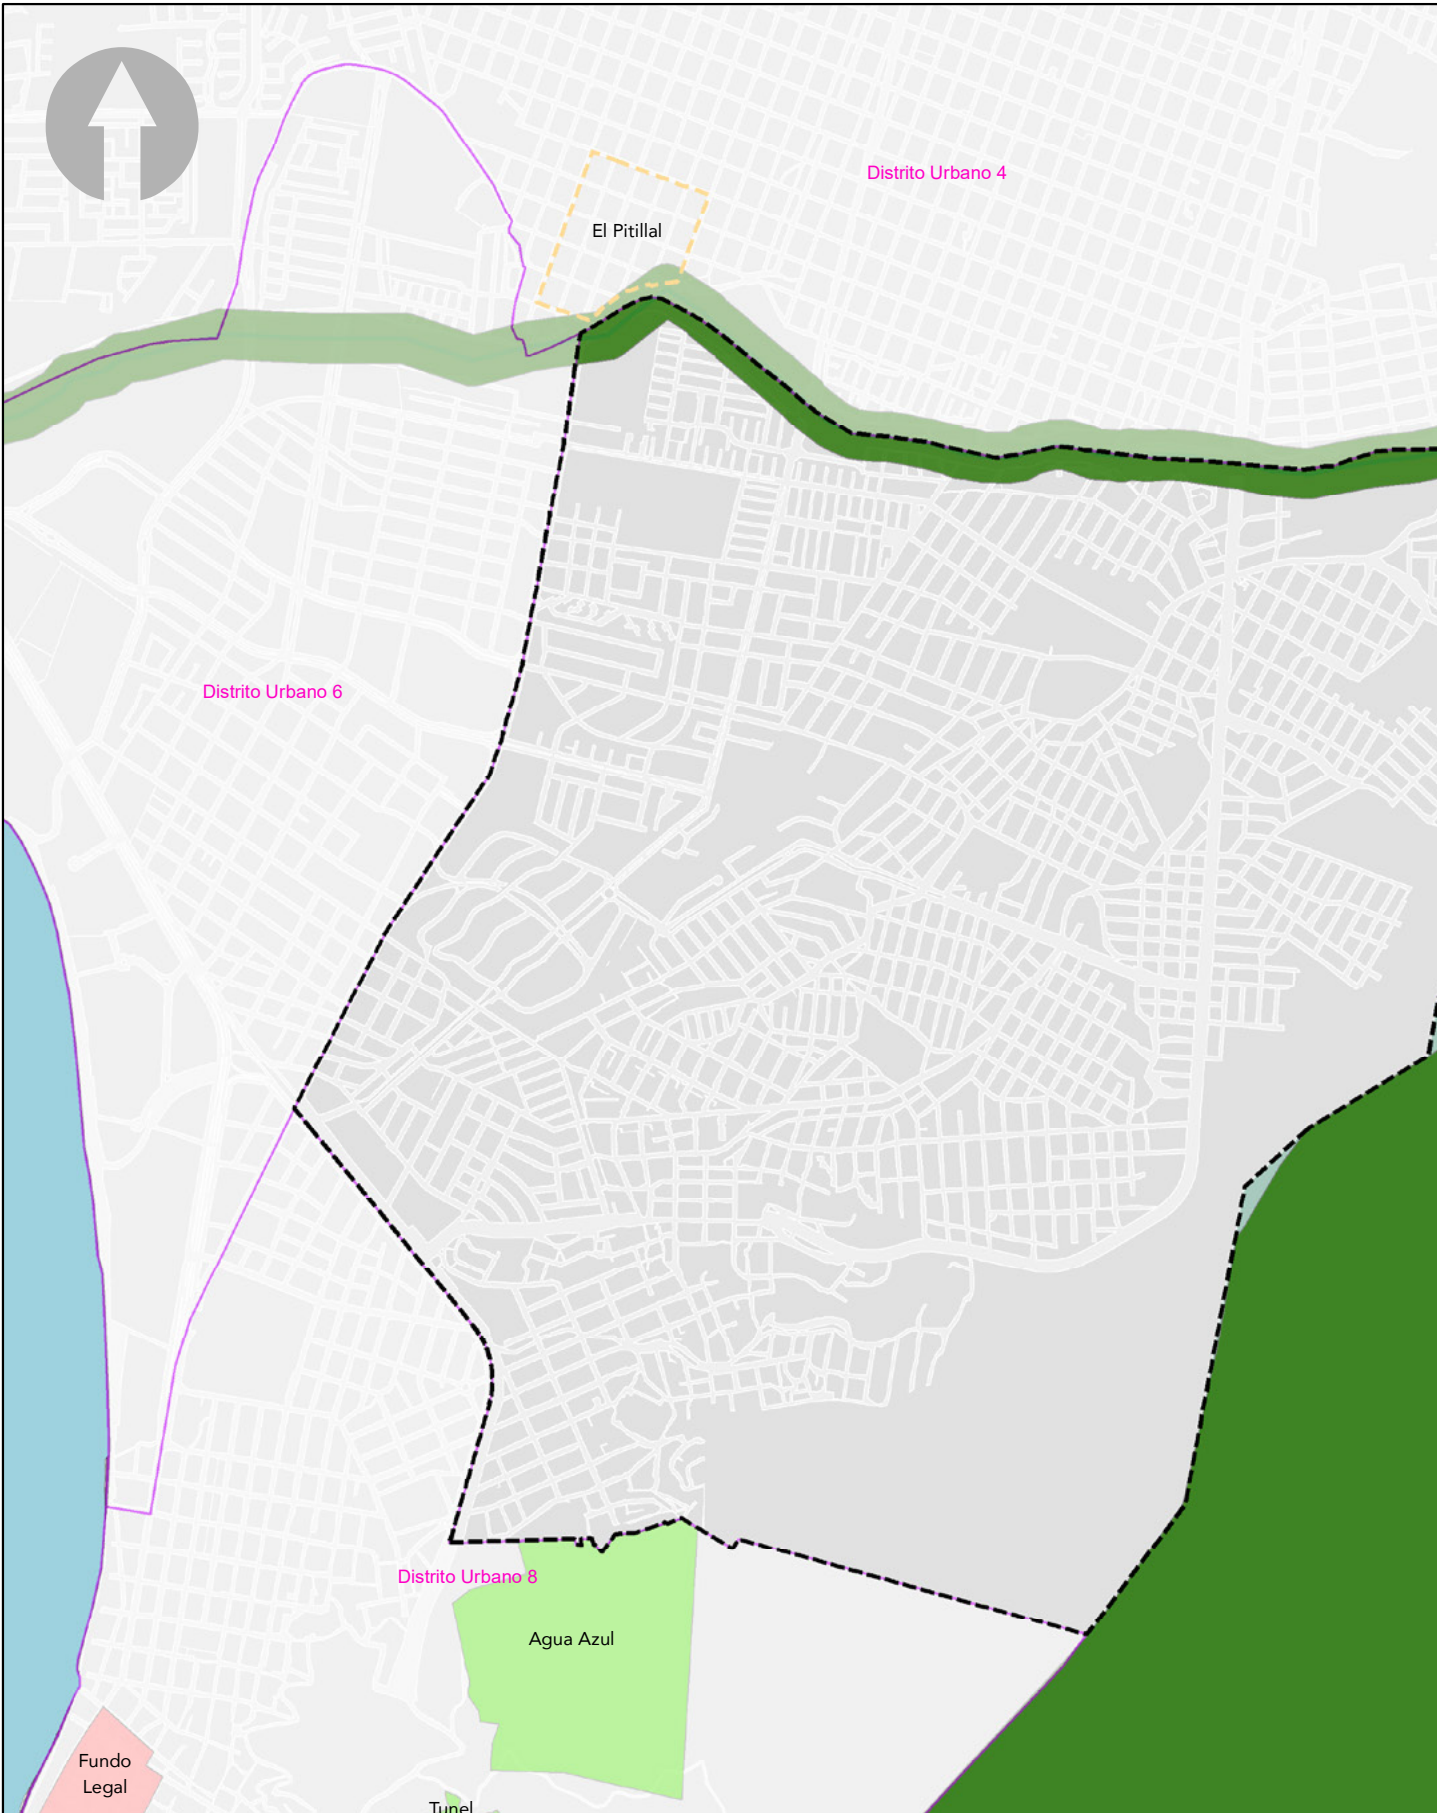 Distrito Urbano 4
El Pitillal
Distrito Urbano 6
Distrito Urbano 8
Agua Azul
Fundo
Legal
Tunel